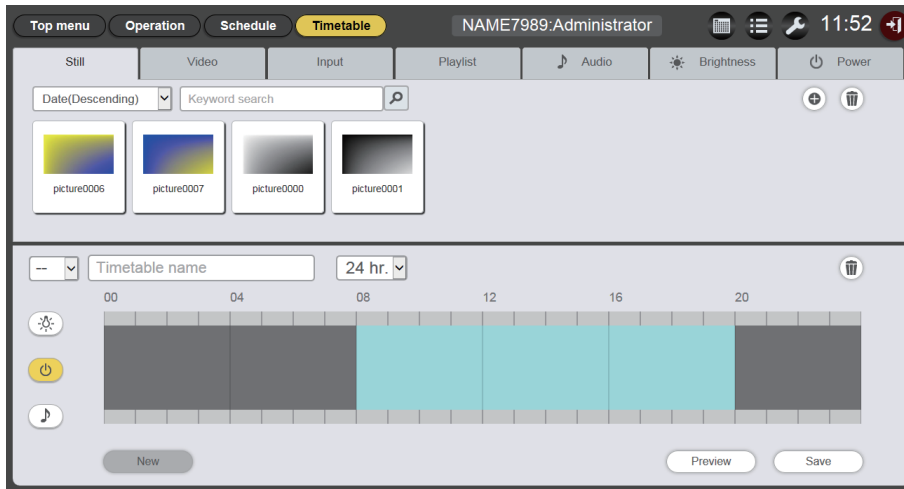 Top menu Operation Schedule Timetable NAME7989:Administrator 11:52
Still Video Input Playlist Audio Brightness Power
Date(Descending) Keyword search
picture0006 picture0007 picture0000 picture0001
-- Timetable name 24 hr.
00 04 08 12 16 20
New Preview Save